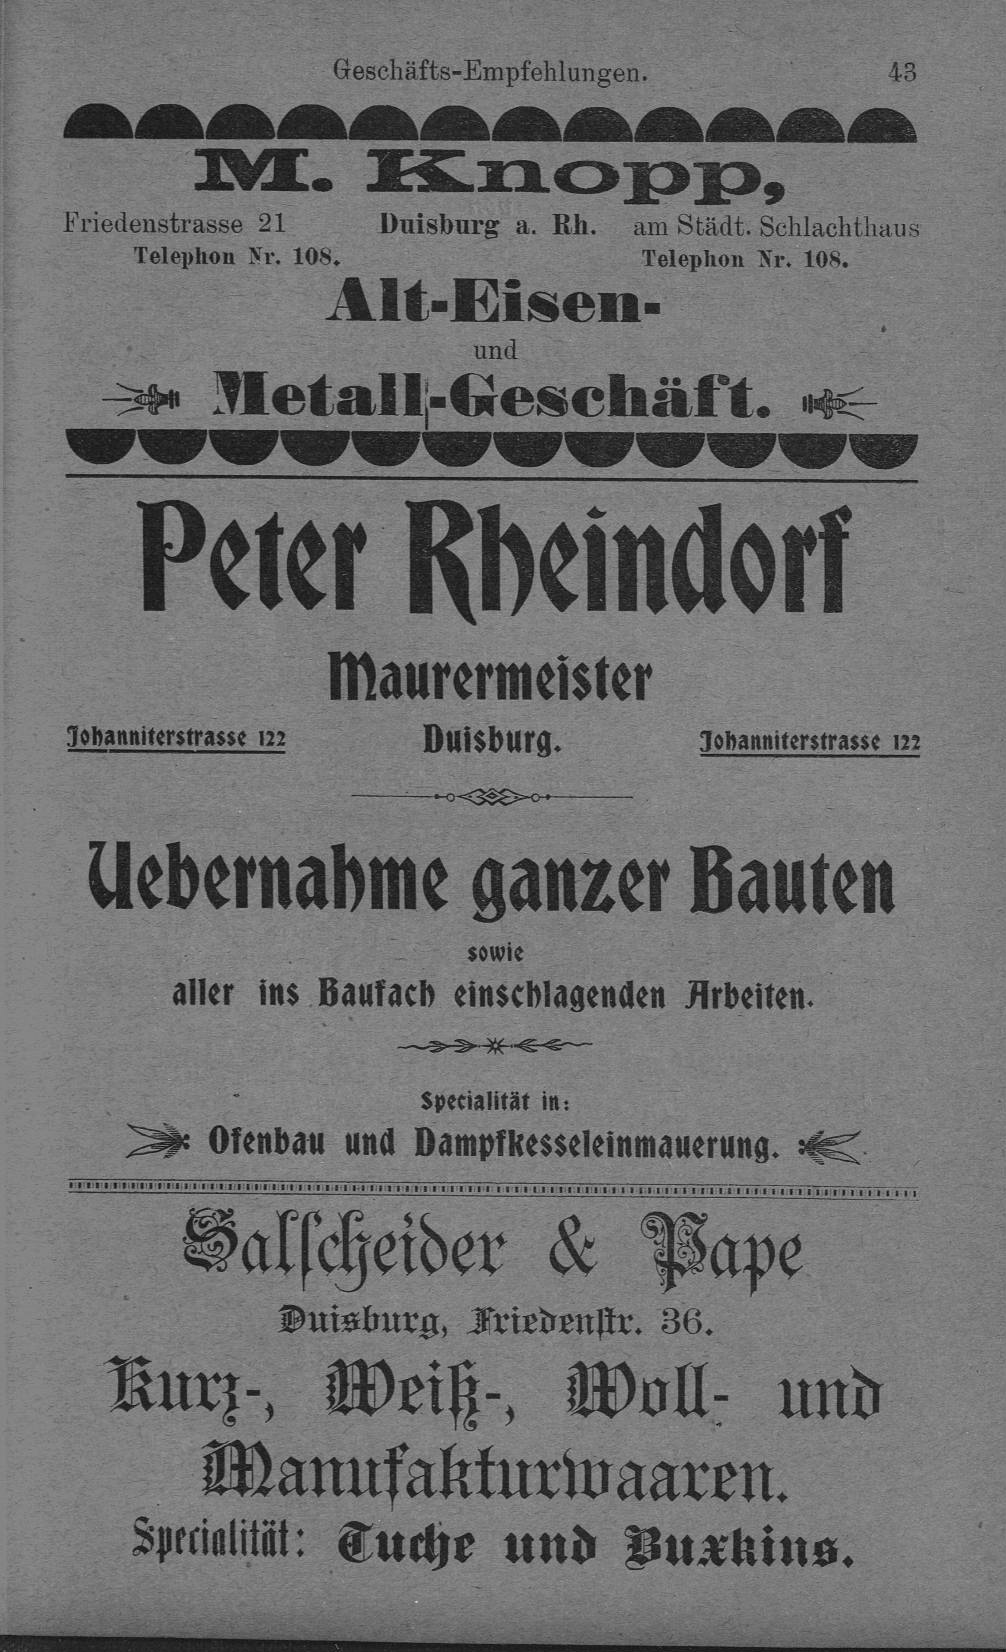 Geschäfts-Empfehlungen. 43
M. Knopp,
Friedenstrasse 21 Duisburg a. Rh. am Städt. Schlachthaus
Telephon Nr. 108. Telephon Nr. 108.
Alt-Eisen-
und
Metall-Geschäft.
Peter Rheindorf
Maurermeister
Johanniterstrasse 122 Duisburg. Johanniterstrasse 122
Uebernahme ganzer Bauten
sowie
aller ins Baufach einschlagenden Arbeiten.
Specialität in:
Ofenbau und Dampfkesseleinmauerung.
Salscheider & Pape
Duisburg, Friedenstr. 36.
Kurz-, Weiß-, Woll- und
Manufakturwaaren.
Specialität: Tuche und Buxkins.